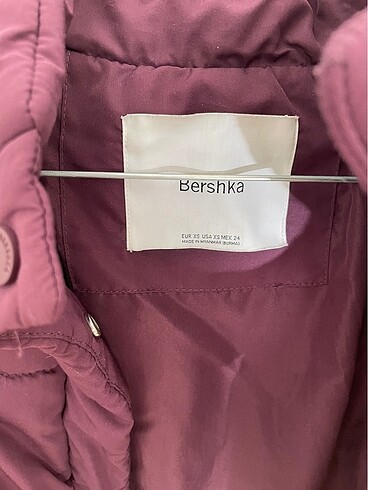 Bershka
EUR XS USA XS MEX 24
MADE IN MYANMAR (BURMA)